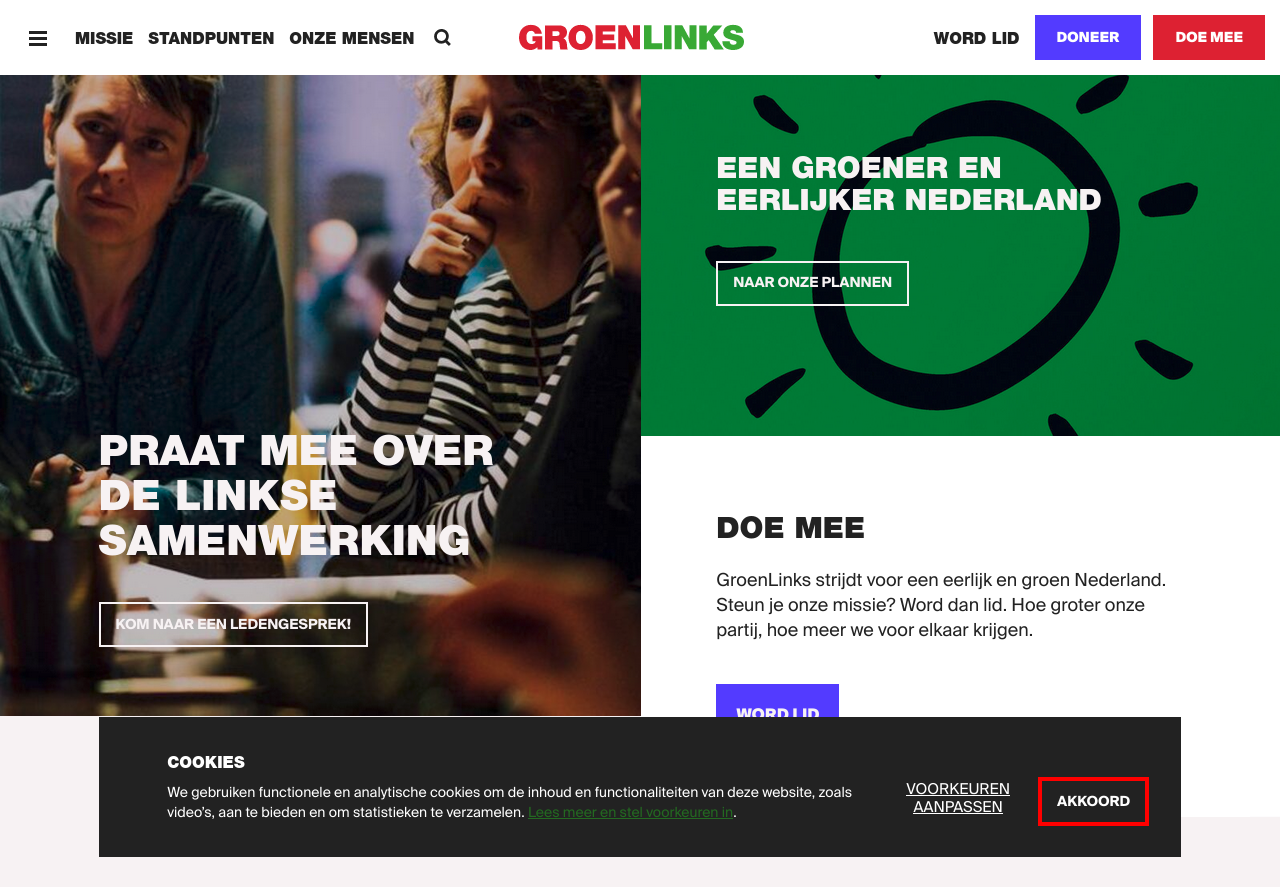 MISSIE STANDPUNTEN ONZE MENSEN GROENLINKS WORD LID DONEER DOE MEE
PRAAT MEE OVER
DE LINKSE
SAMENWERKING
KOM NAAR EEN LEDENGESPREK!
EEN GROENER EN
EERLIJKER NEDERLAND
NAAR ONZE PLANNEN
DOE MEE
GroenLinks strijdt voor een eerlijk en groen Nederland.
Steun je onze missie? Word dan lid. Hoe groter onze
partij, hoe meer we voor elkaar krijgen.
WORD LID
COOKIES
We gebruiken functionele en analytische cookies om de inhoud en functionaliteiten van deze website, zoals
video's, aan te bieden en om statistieken te verzamelen. Lees meer en stel voorkeuren in.
VOORKEUREN
AANPASSEN
AKKOORD